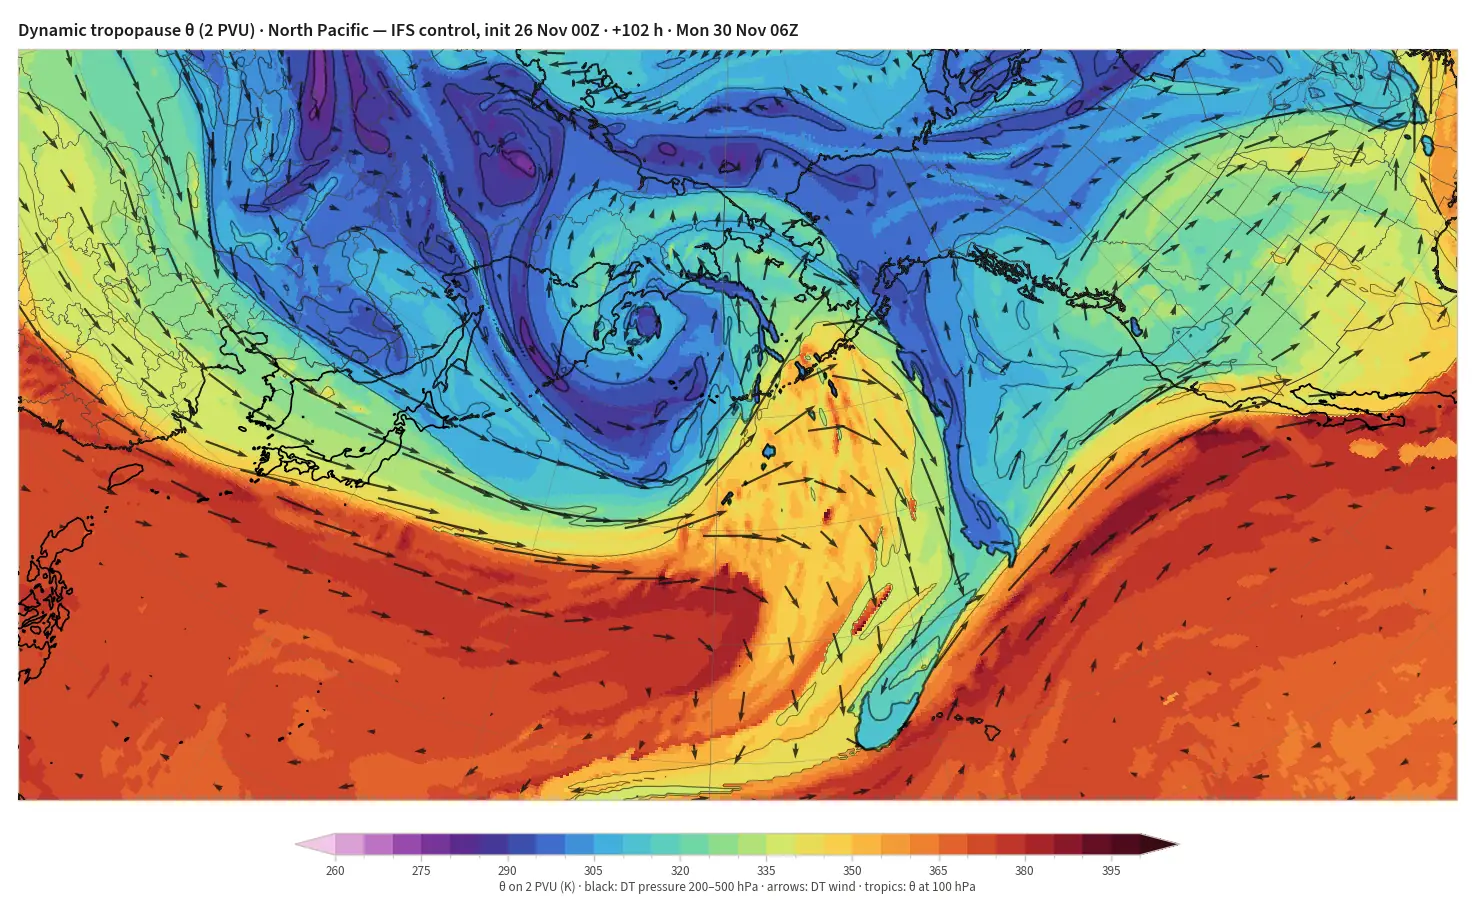 Dynamic tropopause θ (2 PVU) · North Pacific — IFS control, init 26 Nov 00Z · +102 h · Mon 30 Nov 06Z
260 275 290 305 320 335 350 365 380 395
θ on 2 PVU (K) · black: DT pressure 200–500 hPa · arrows: DT wind · tropics: θ at 100 hPa